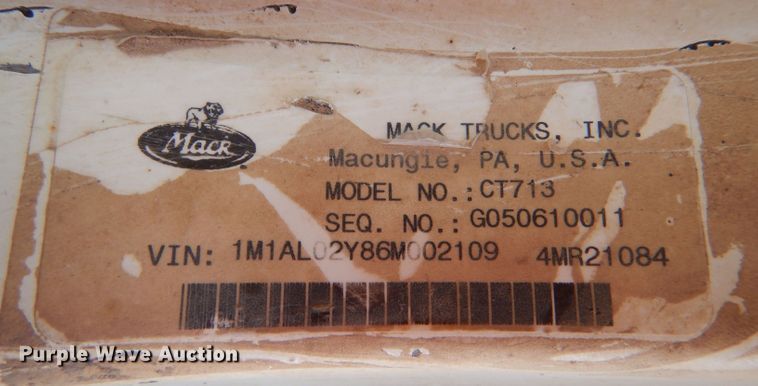 Mack
MACK TRUCKS, INC.
Macungie, PA, U.S.A.
MODEL NO.: CT713
SEQ. NO.: G050610011
VIN: 1M1AL02Y86M002109 4MR21084
Purple Wave Auction